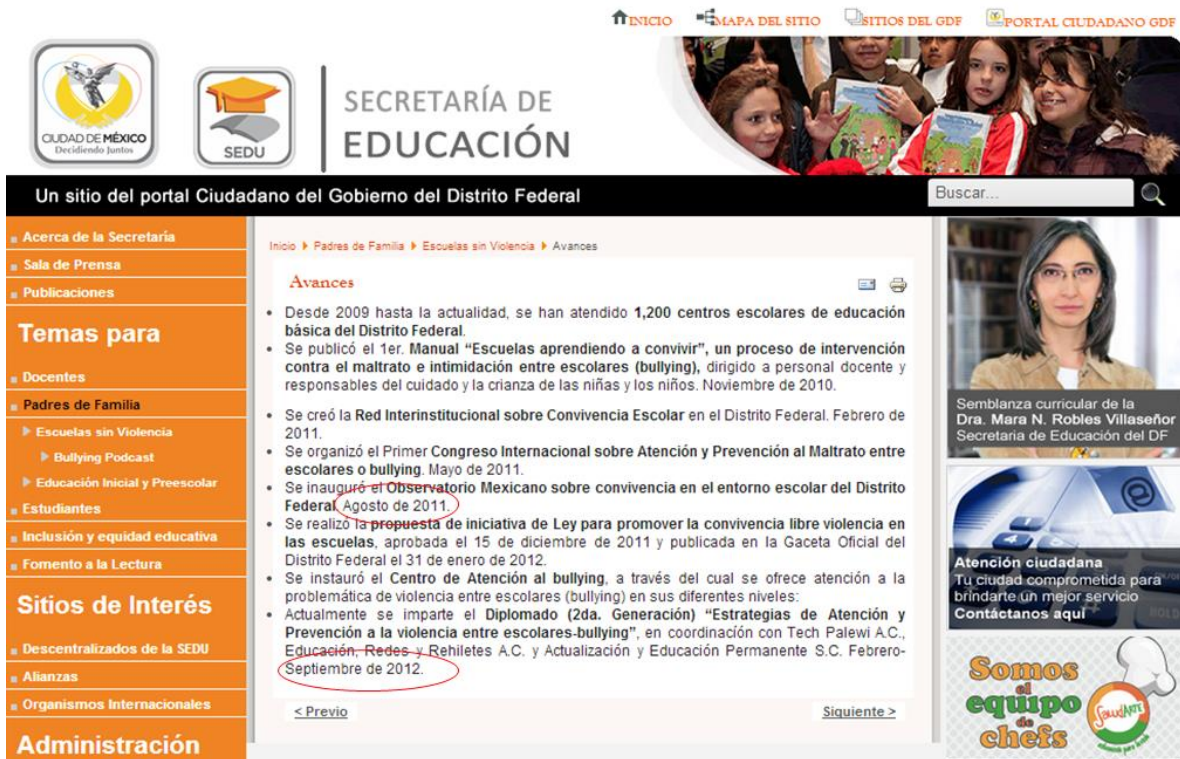 INICIO MAPA DEL SITIO SITIOS DEL GDF PORTAL CIUDADANO GDF
CIUDAD DE MÉXICO
Decidiendo Juntos
SEDU
SECRETARÍA DE
EDUCACIÓN
Un sitio del portal Ciudadano del Gobierno del Distrito Federal
Buscar...
Acerca de la Secretaría
Sala de Prensa
Publicaciones
Temas para
Docentes
Padres de Familia
Escuelas sin Violencia
Bullying Podcast
Educación Inicial y Preescolar
Estudiantes
Inclusión y equidad educativa
Fomento a la Lectura
Sitios de Interés
Descentralizados de la SEDU
Alianzas
Organismos Internacionales
Administración
Inicio Padres de Familia Escuelas sin Violencia Avances
Avances
Desde 2009 hasta la actualidad, se han atendido 1,200 centros escolares de educación
básica del Distrito Federal.
Se publicó el 1er. Manual “Escuelas aprendiendo a convivir”, un proceso de intervención
contra el maltrato e intimidación entre escolares (bullying), dirigido a personal docente y
responsables del cuidado y la crianza de las niñas y los niños. Noviembre de 2010.
Se creó la Red Interinstitucional sobre Convivencia Escolar en el Distrito Federal. Febrero de
2011.
Se organizó el Primer Congreso Internacional sobre Atención y Prevención al Maltrato entre
escolares o bullying. Mayo de 2011.
Se inauguró el Observatorio Mexicano sobre convivencia en el entorno escolar del Distrito
Federal. Agosto de 2011.
Se realizó la propuesta de iniciativa de Ley para promover la convivencia libre violencia en
las escuelas, aprobada el 15 de diciembre de 2011 y publicada en la Gaceta Oficial del
Distrito Federal el 31 de enero de 2012.
Se instauró el Centro de Atención al bullying, a través del cual se ofrece atención a la
problemática de violencia entre escolares (bullying) en sus diferentes niveles:
Actualmente se imparte el Diplomado (2da. Generación) “Estrategias de Atención y
Prevención a la violencia entre escolares-bullying”, en coordinación con Tech Palewi A.C.,
Educación, Redes y Rehiletes A.C. y Actualización y Educación Permanente S.C. Febrero-
Septiembre de 2012.
< Previo Siguiente >
Semblanza curricular de la
Dra. Mara N. Robles Villaseñor
Secretaria de Educación del DF
Atención ciudadana
Tu ciudad comprometida para
brindarte un mejor servicio
Contáctanos aquí
Somos
el
equipo
de
chefs
SaludArte